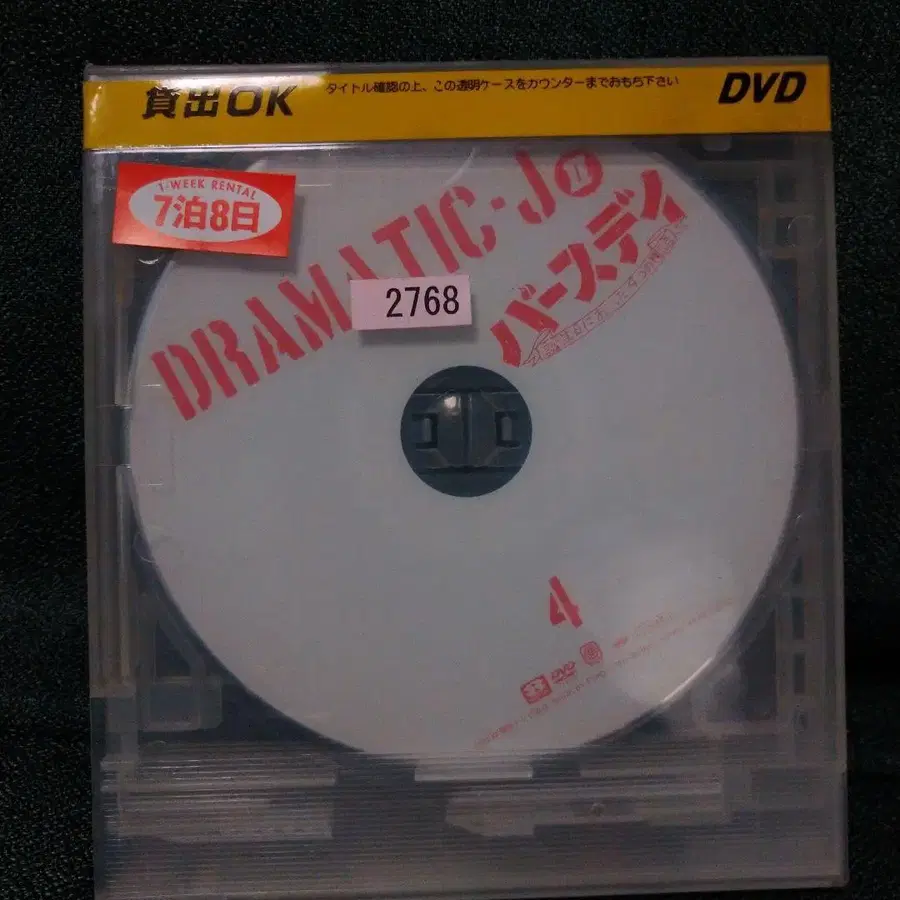 貸出OK
タイトル確認の上、この透明ケースをカウンターまでおもち下さい
DVD
1-WEEK RENTAL
7泊8日
DRAMATIC-J
バースデイ
2768
4
DVD